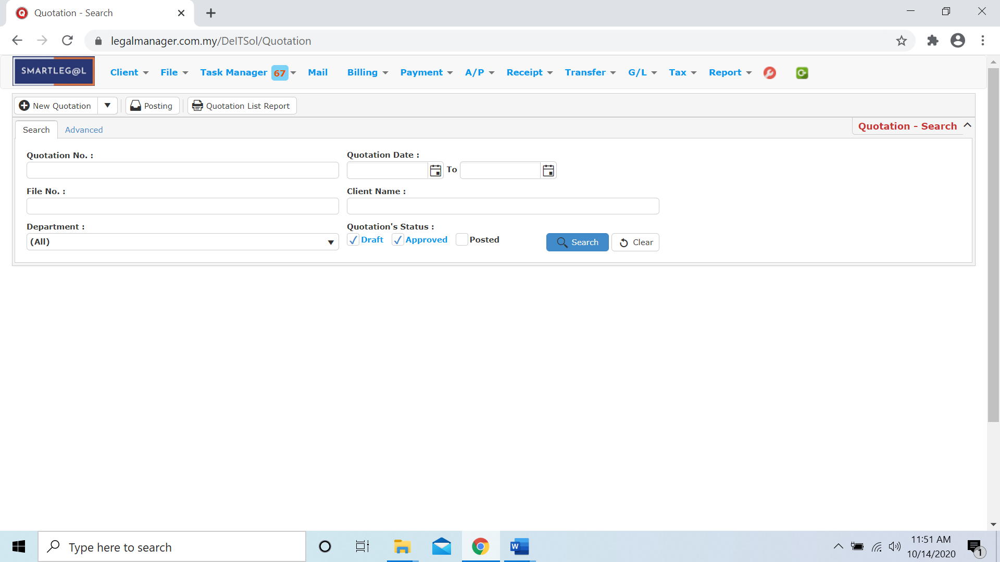 Quotation - Search
legalmanager.com.my/DeITSol/Quotation
SMARTLEG@L Client File Task Manager 67 Mail Billing Payment A/P Receipt Transfer G/L Tax Report
New Quotation Posting Quotation List Report
Search Advanced Quotation - Search
Quotation No. : Quotation Date :
To
File No. : Client Name :
Department : Quotation's Status :
(All) Draft Approved Posted Search Clear
Type here to search
11:51 AM
10/14/2020
1